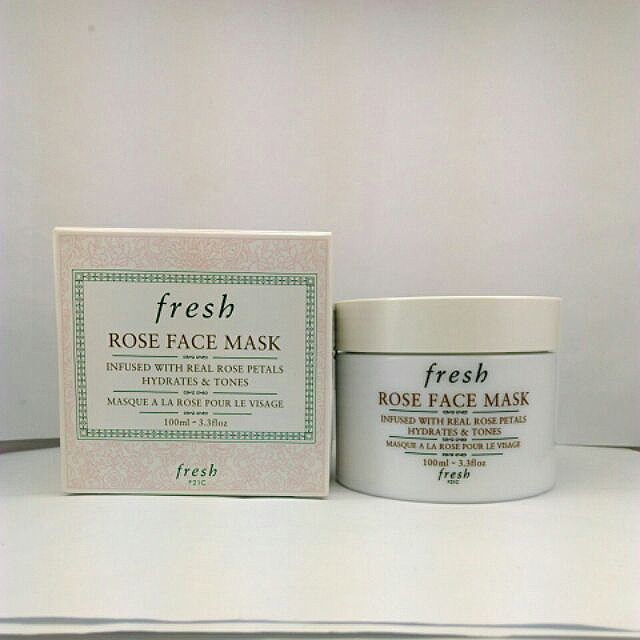 fresh
ROSE FACE MASK
INFUSED WITH REAL ROSE PETALS
HYDRATES & TONES
MASQUE A LA ROSE POUR LE VISAGE
100ml - 3.3floz
fresh
F21C
fresh
ROSE FACE MASK
INFUSED WITH REAL ROSE PETALS
HYDRATES & TONES
MASQUE A LA ROSE POUR LE VISAGE
100ml - 3.3floz
fresh
F21C